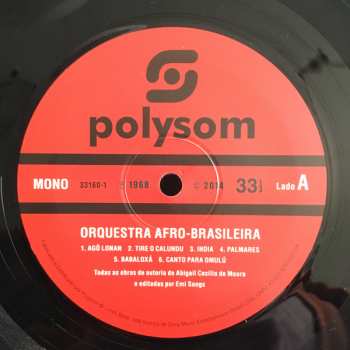 polysom
MONO 33160-1 ℗ 1968 © 2014 33 1/3 Lado A
ORQUESTRA AFRO-BRASILEIRA
1. AGÔ LONAN 2. TIRE O CALUNDU 3. INDIA 4. PALMARES
5. BABALOXÁ 6. CANTO PARA OMULÚ
Todas as obras de autoria de Abigail Cecílio de Moura
e editadas por Emi Songs